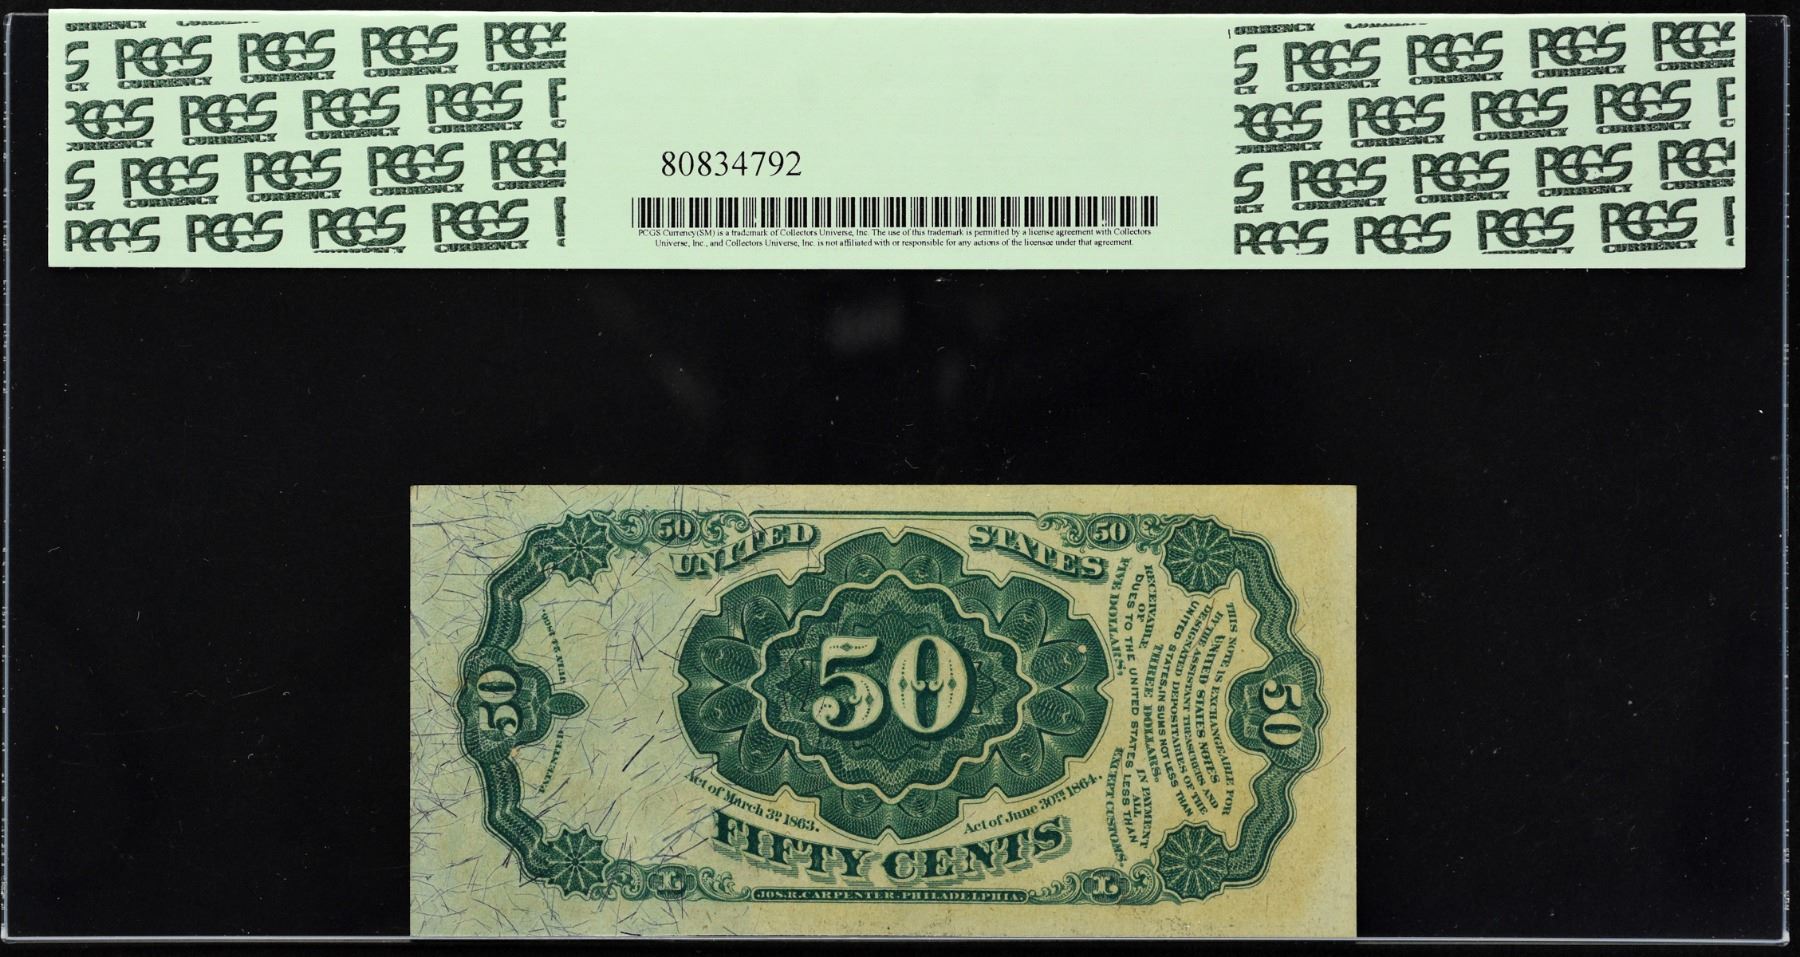 PCGS CURRENCY
80834792
PCGS Currency(SM) is a trademark of Collectors Universe, Inc. The use of this trademark is permitted by a license agreement with Collectors
Universe, Inc., and Collectors Universe, Inc. is not affiliated with or responsible for any actions of the licensee under that agreement.
50 50
UNITED STATES
50
50
50
PATENTED
Act of March 3D 1863.
Act of June 30TH 1864.
FIFTY CENTS
L L
JOS. R. CARPENTER. PHILADELPHIA.
THIS NOTE IS EXCHANGEABLE FOR
UNITED STATES NOTES
BY THE ASSISTANT TREASURERS AND
DESIGNATED DEPOSITARIES OF THE
UNITED STATES, IN SUMS NOT LESS THAN
THREE DOLLARS.
RECEIVABLE IN PAYMENT
OF ALL
DUES TO THE UNITED STATES LESS THAN
FIVE DOLLARS, EXCEPT CUSTOMS.